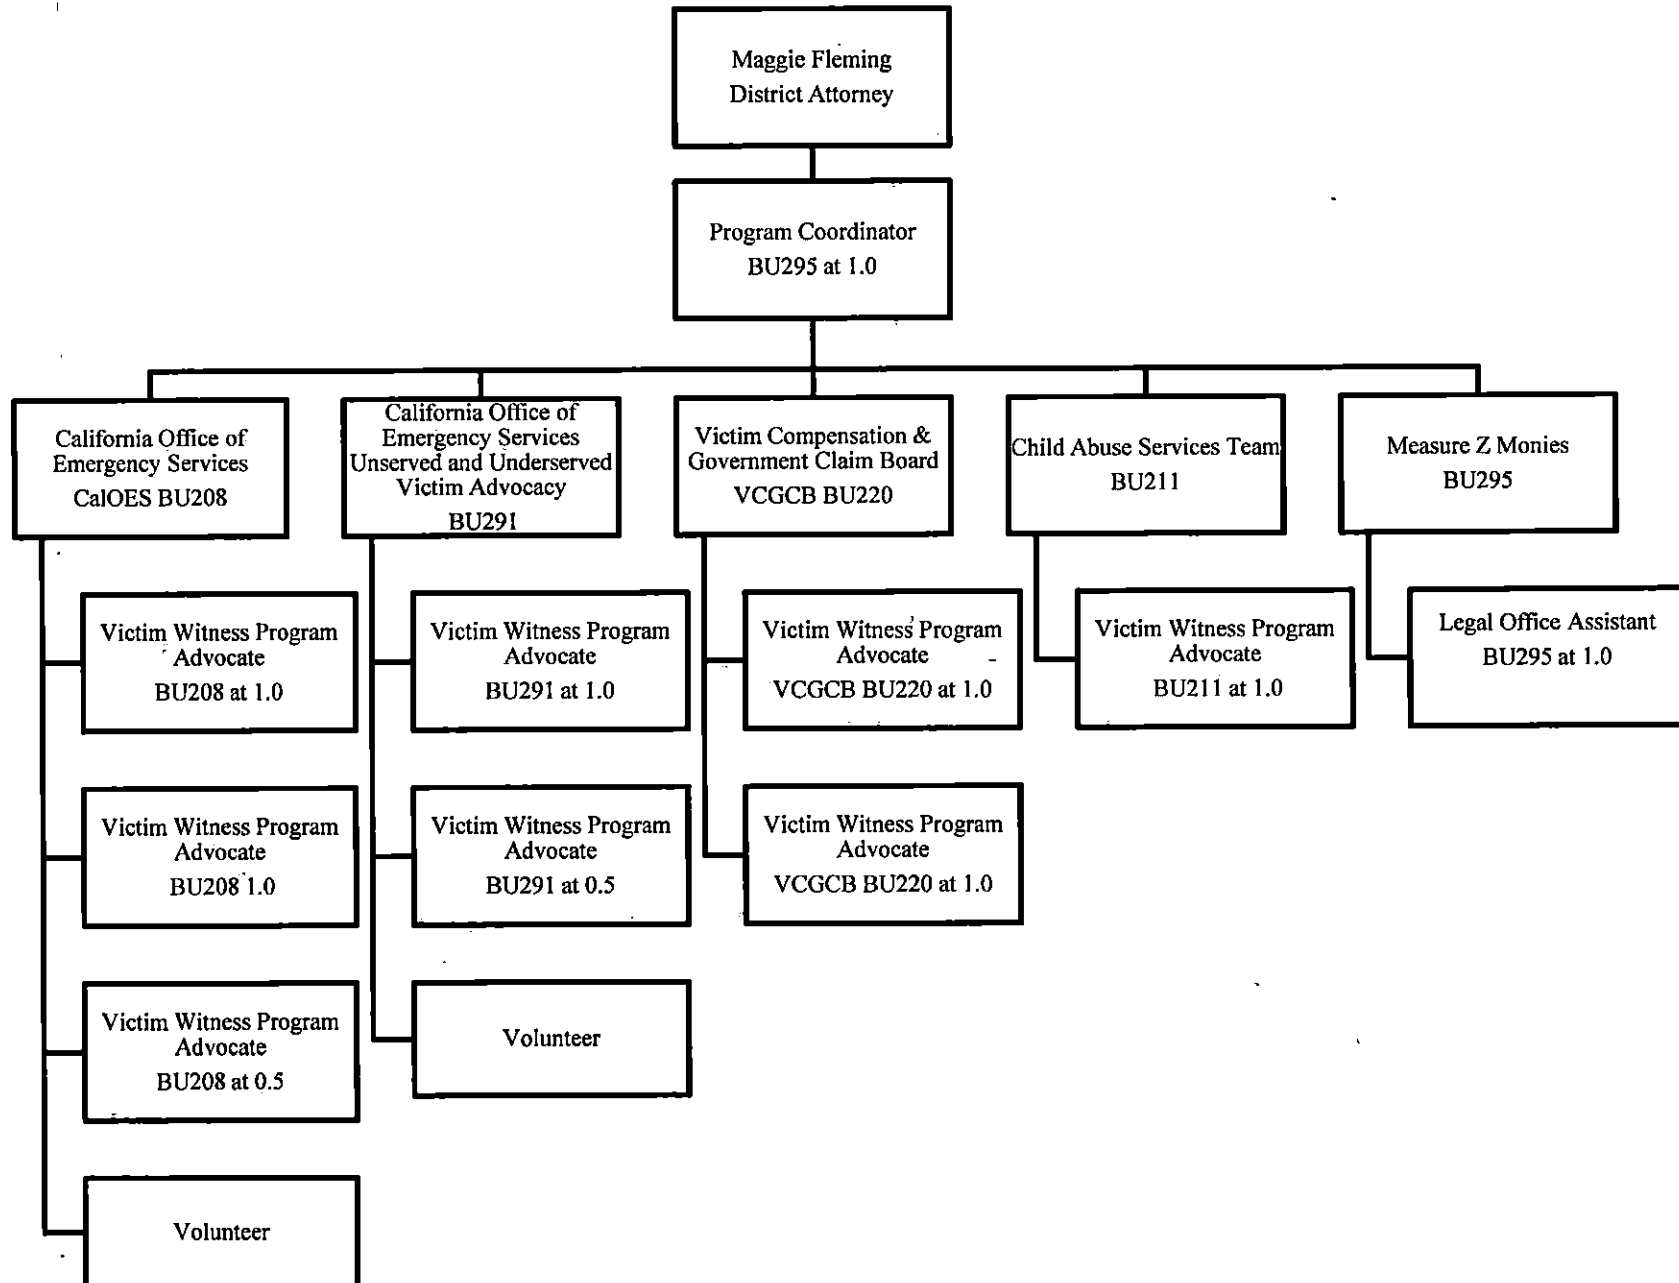 Maggie Fleming
District Attorney
Program Coordinator
BU295 at 1.0
California Office of
Emergency Services
CalOES BU208
California Office of
Emergency Services
Unserved and Underserved
Victim Advocacy
BU291
Victim Compensation &
Government Claim Board
VCGCB BU220
Child Abuse Services Team
BU211
Measure Z Monies
BU295
Victim Witness Program
Advocate
BU208 at 1.0
Victim Witness Program
Advocate
BU291 at 1.0
Victim Witness Program
Advocate
VCGCB BU220 at 1.0
Victim Witness Program
Advocate
BU211 at 1.0
Legal Office Assistant
BU295 at 1.0
Victim Witness Program
Advocate
BU208 1.0
Victim Witness Program
Advocate
BU291 at 0.5
Victim Witness Program
Advocate
VCGCB BU220 at 1.0
Victim Witness Program
Advocate
BU208 at 0.5
Volunteer
Volunteer